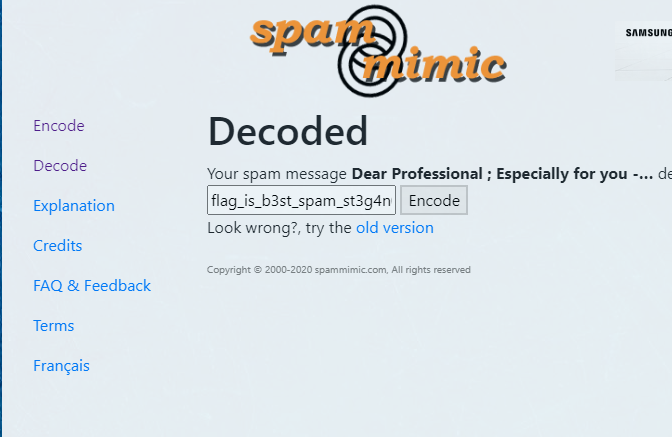 spam
mimic
SAMSUNG
Encode
Decode
Explanation
Credits
FAQ & Feedback
Terms
Français
Decoded
Your spam message Dear Professional ; Especially for you -... de
flag_is_b3st_spam_st3g4n
Encode
Look wrong?, try the old version
Copyright © 2000-2020 spammimic.com, All rights reserved